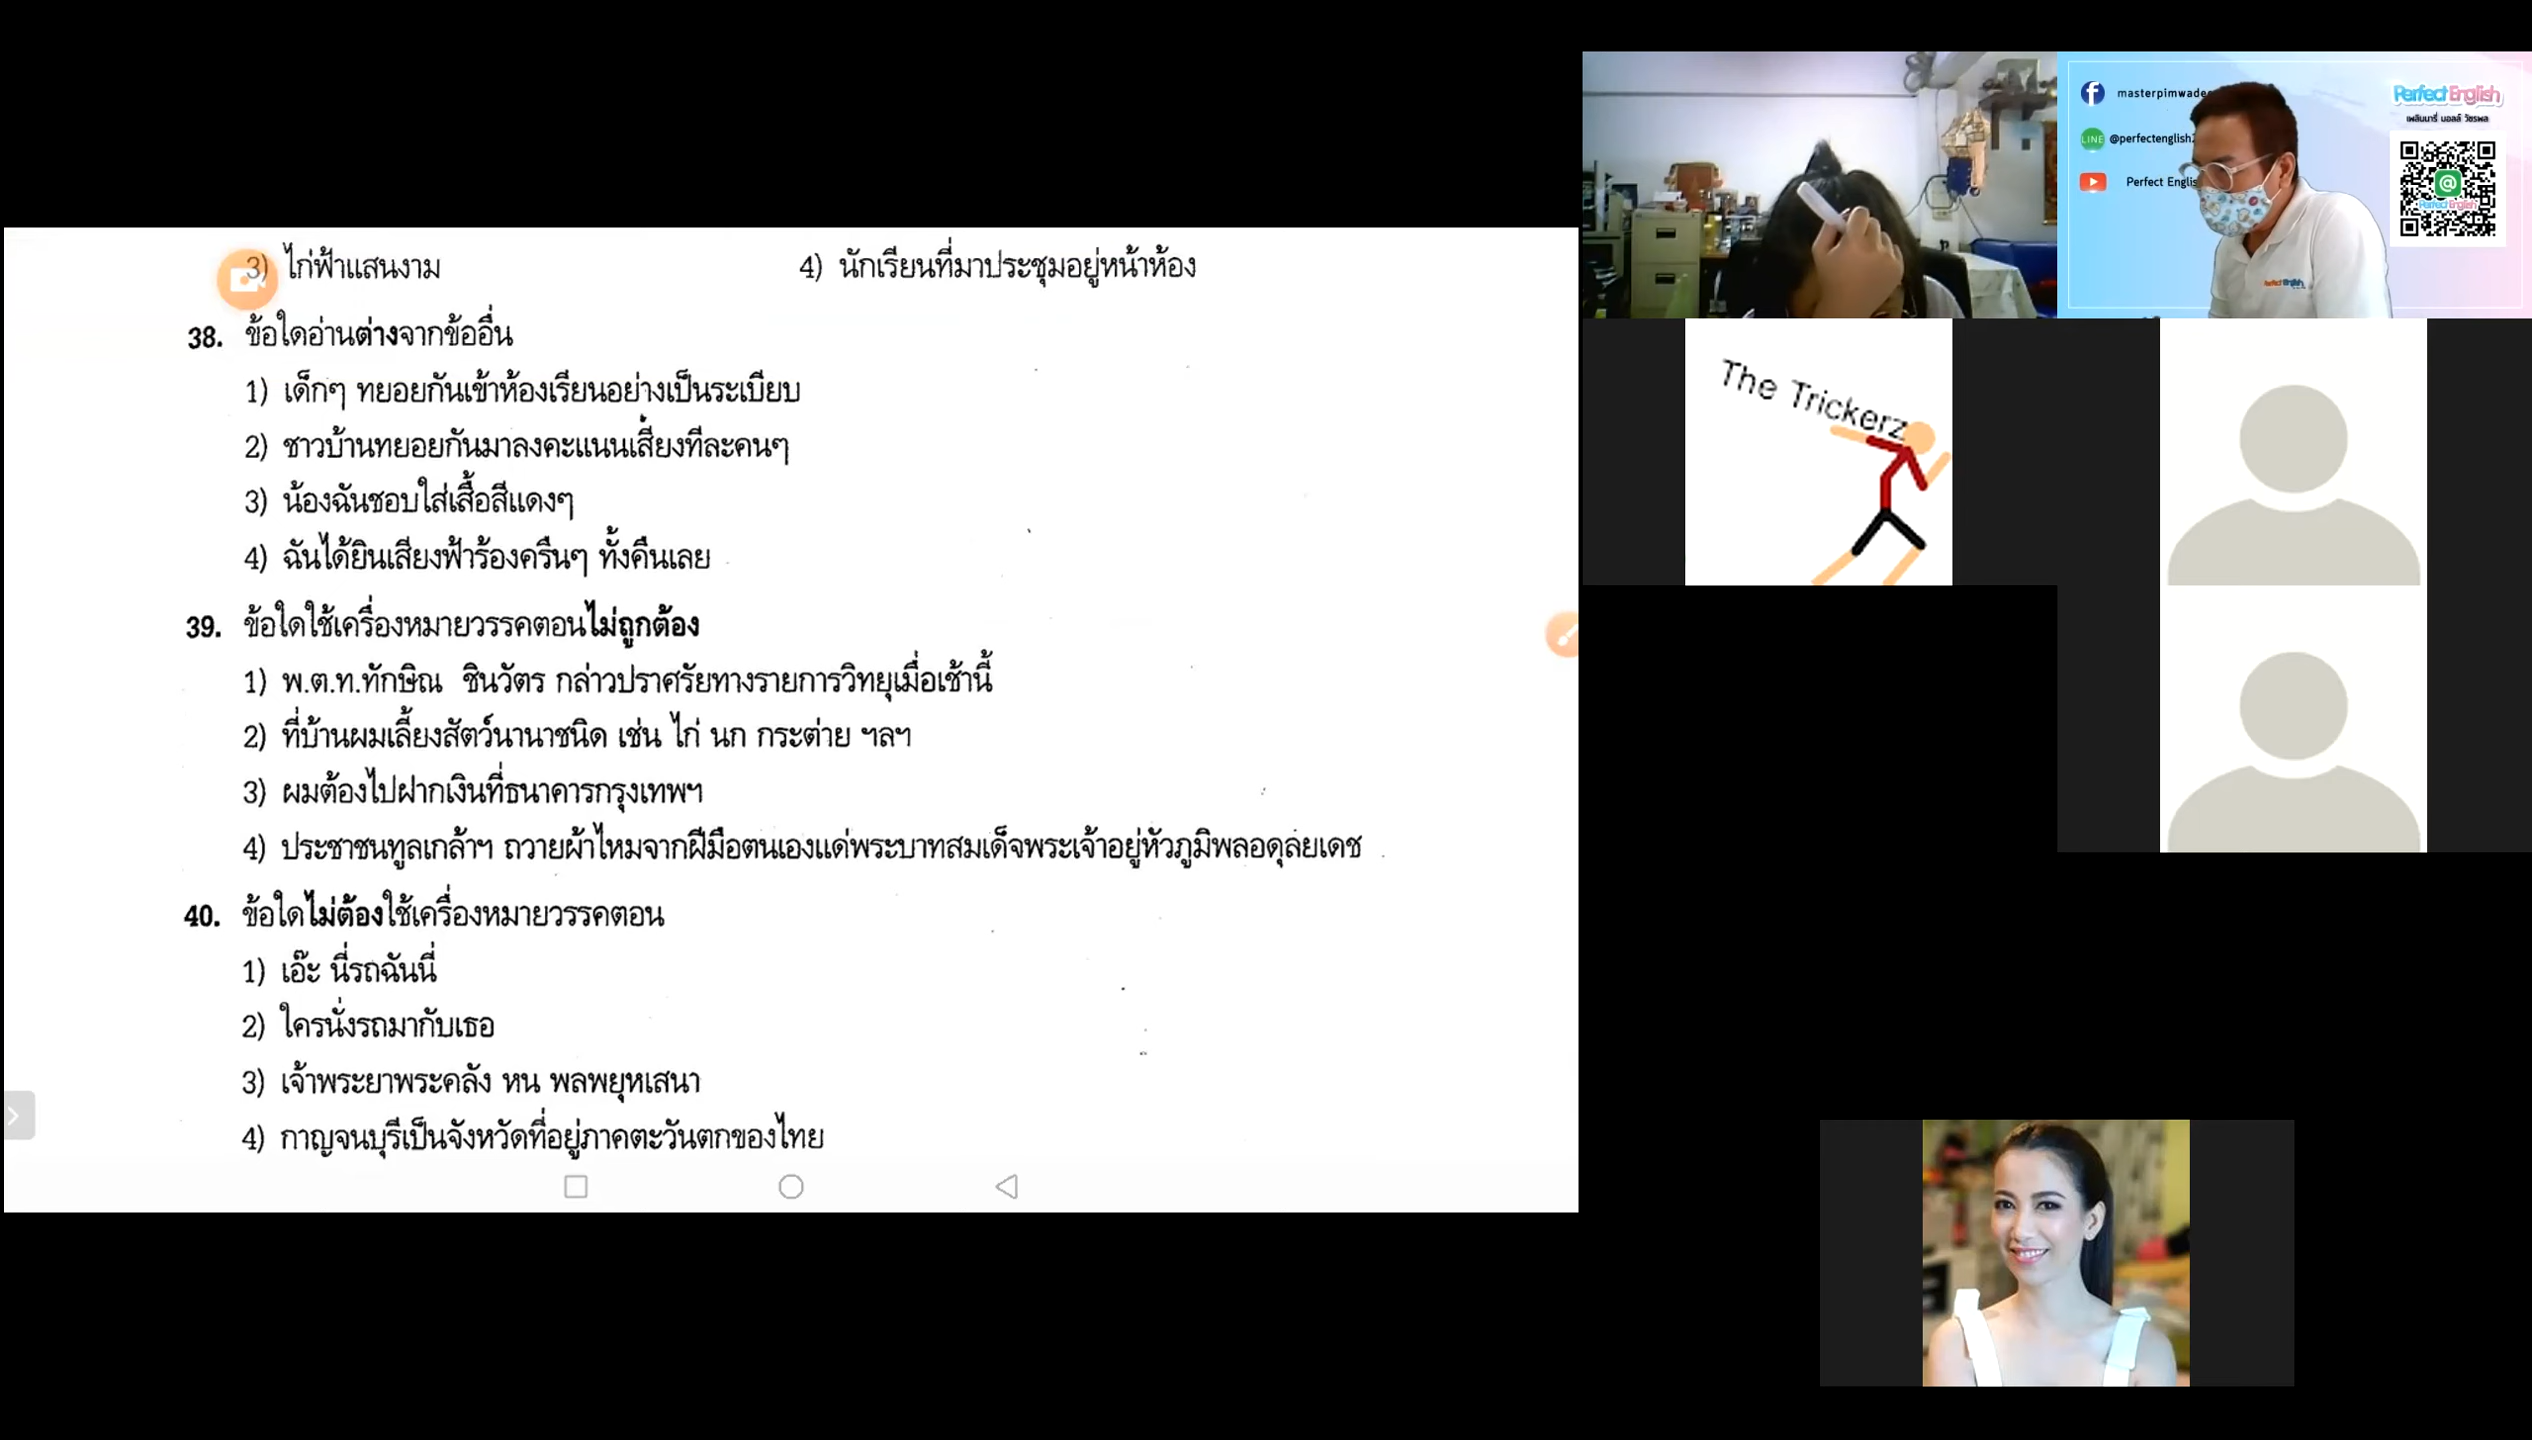 3) ไก่ฟ้าแสนงาม
4) นักเรียนที่มาประชุมอยู่หน้าห้อง
38. ข้อใดอ่านต่างจากข้ออื่น
1) เด็กๆ ทยอยกันเข้าห้องเรียนอย่างเป็นระเบียบ
2) ชาวบ้านทยอยกันมาลงคะแนนเสียงทีละคนๆ
3) น้องฉันชอบใส่เสื้อสีแดงๆ
4) ฉันได้ยินเสียงฟ้าร้องครืนๆ ทั้งคืนเลย
39. ข้อใดใช้เครื่องหมายวรรคตอนไม่ถูกต้อง
1) พ.ต.ท.ทักษิณ ชินวัตร กล่าวปราศรัยทางรายการวิทยุเมื่อเช้านี้
2) ที่บ้านผมเลี้ยงสัตว์นานาชนิด เช่น ไก่ นก กระต่าย ฯลฯ
3) ผมต้องไปฝากเงินที่ธนาคารกรุงเทพฯ
4) ประชาชนทูลเกล้าฯ ถวายผ้าไหมจากฝีมือตนเองแด่พระบาทสมเด็จพระเจ้าอยู่หัวภูมิพลอดุลยเดช
40. ข้อใดไม่ต้องใช้เครื่องหมายวรรคตอน
1) เอ๊ะ นี่รถฉันนี่
2) ใครนั่งรถมากับเธอ
3) เจ้าพระยาพระคลัง หน พลพยุหเสนา
4) กาญจนบุรีเป็นจังหวัดที่อยู่ภาคตะวันตกของไทย
masterpimwade
LINE @perfectenglish
Perfect Englis
Perfect English
เพลินนารี่ มอลล์ วัชรพล
Perfect English
The Trickerz